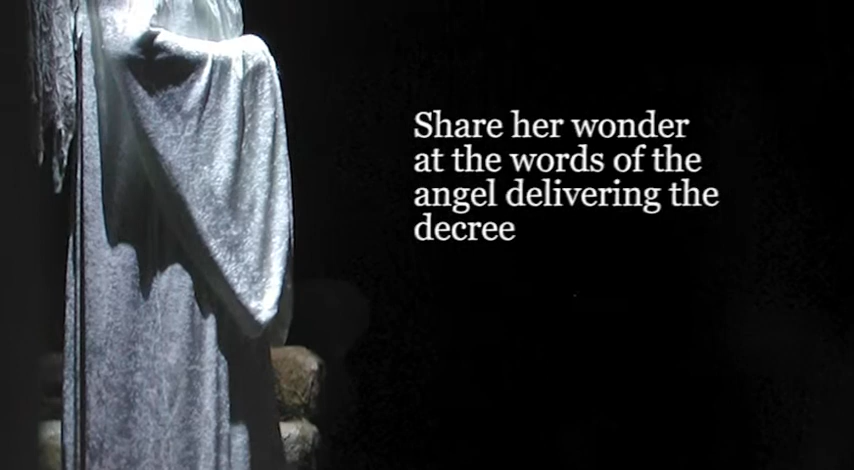 Share her wonder
at the words of the
angel delivering the
decree